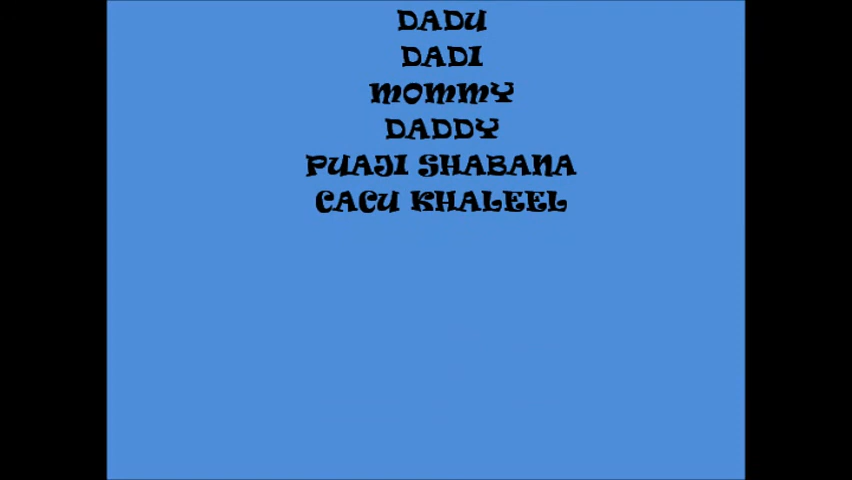 DADU
DADI
MOMMY
DADDY
PUAJI SHABANA
CACU KHALEEL